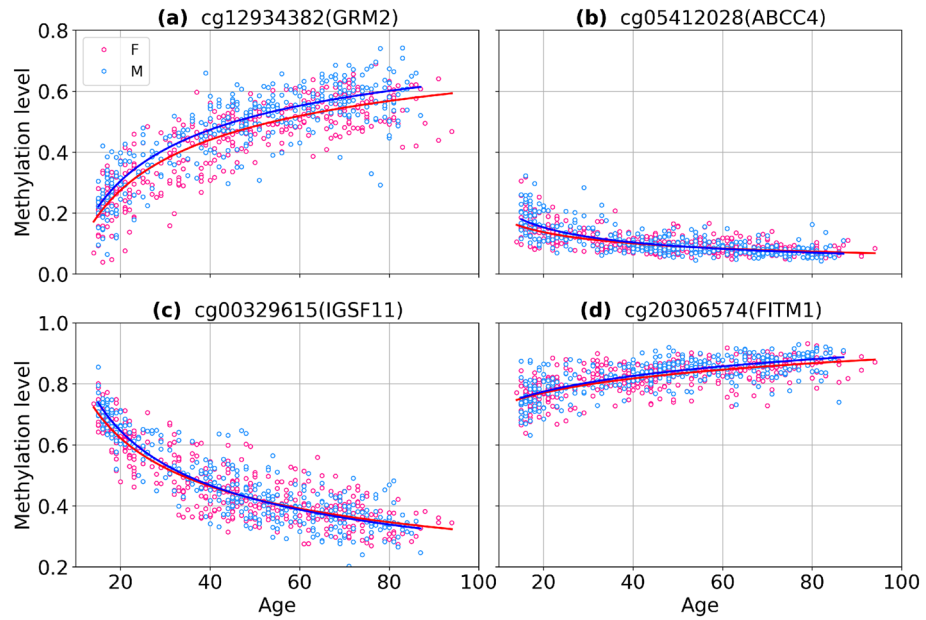 (a) cg12934382(GRM2)
(b) cg05412028(ABCC4)
0.8
0.6
0.4
0.2
0.0
Methylation level
F
M
(c) cg00329615(IGSF11)
(d) cg20306574(FITM1)
1.0
0.8
0.6
0.4
0.2
Methylation level
20 40 60 80 100 20 40 60 80 100
Age Age